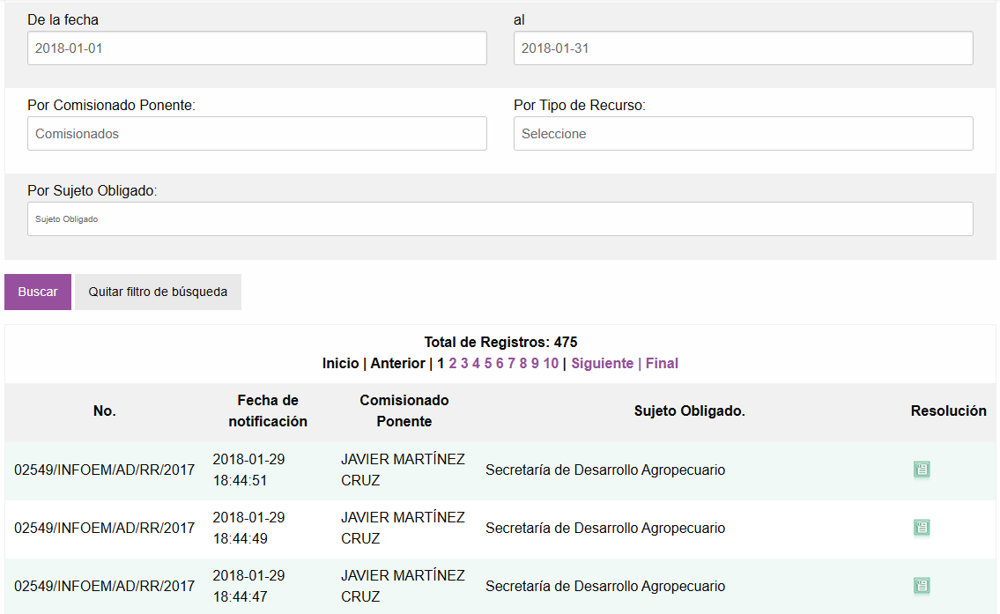 De la fecha al
2018-01-01 2018-01-31
Por Comisionado Ponente: Por Tipo de Recurso:
Comisionados Seleccione
Por Sujeto Obligado:
Sujeto Obligado
Buscar Quitar filtro de búsqueda
Total de Registros: 475
Inicio | Anterior | 1 2 3 4 5 6 7 8 9 10 | Siguiente | Final
No. Fecha de notificación Comisionado Ponente Sujeto Obligado. Resolución
02549/INFOEM/AD/RR/2017 2018-01-29 18:44:51 JAVIER MARTÍNEZ CRUZ Secretaría de Desarrollo Agropecuario
02549/INFOEM/AD/RR/2017 2018-01-29 18:44:49 JAVIER MARTÍNEZ CRUZ Secretaría de Desarrollo Agropecuario
02549/INFOEM/AD/RR/2017 2018-01-29 18:44:47 JAVIER MARTÍNEZ CRUZ Secretaría de Desarrollo Agropecuario